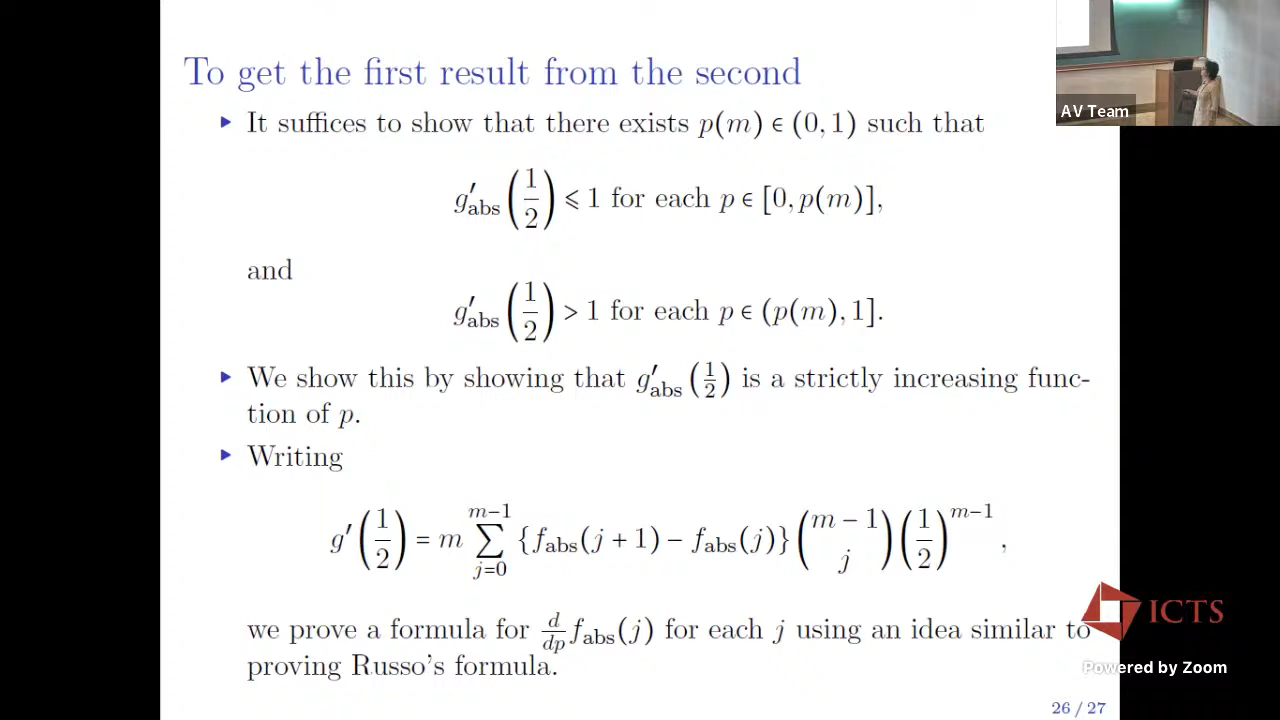 To get the first result from the second
▸ It suffices to show that there exists p(m) ∈ (0, 1) such that
g′_abs (1/2) ⩽ 1 for each p ∈ [0, p(m)],
and
g′_abs (1/2) > 1 for each p ∈ (p(m), 1].
▸ We show this by showing that g′_abs (1/2) is a strictly increasing func-
tion of p.
▸ Writing
g′(1/2) = m ∑_{j=0}^{m−1} {f_abs(j + 1) − f_abs(j)} (m − 1 choose j) (1/2)^{m−1} ,
we prove a formula for d/dp f_abs(j) for each j using an idea similar to
proving Russo's formula.
26 / 27
AV Team
ICTS
Powered by Zoom